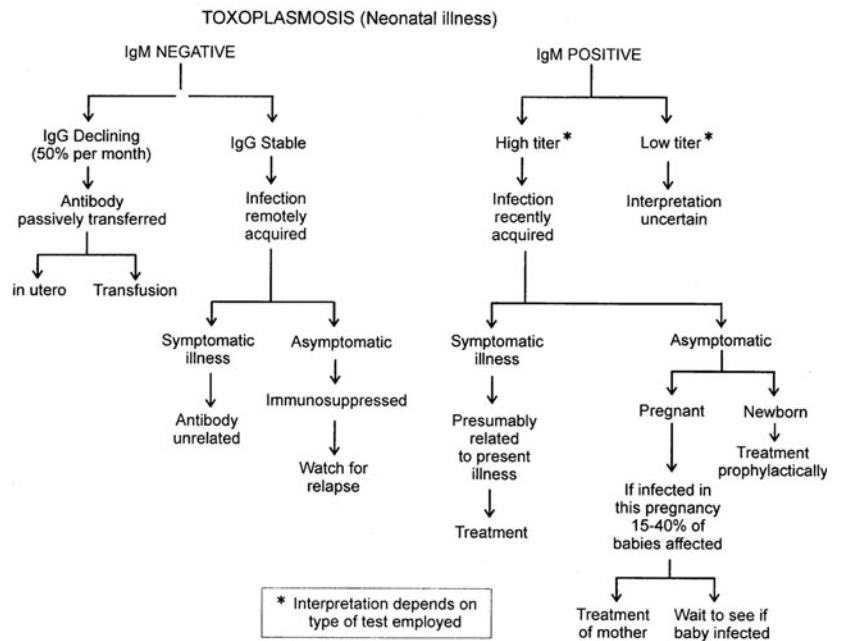 TOXOPLASMOSIS (Neonatal illness)
IgM NEGATIVE
IgM POSITIVE
IgG Declining
(50% per month)
IgG Stable
High titer *
Low titer *
Antibody
passively transferred
Infection
remotely
acquired
Infection
recently
acquired
Interpretation
uncertain
in utero
Transfusion
Symptomatic
illness
Asymptomatic
Symptomatic
illness
Asymptomatic
Antibody
unrelated
Immunosuppressed
Watch for
relapse
Presumably
related
to present
illness
Treatment
Pregnant
Newborn
Treatment
prophylactically
If infected in
this pregnancy
15-40% of
babies affected
Treatment
of mother
Wait to see if
baby infected
* Interpretation depends on
type of test employed